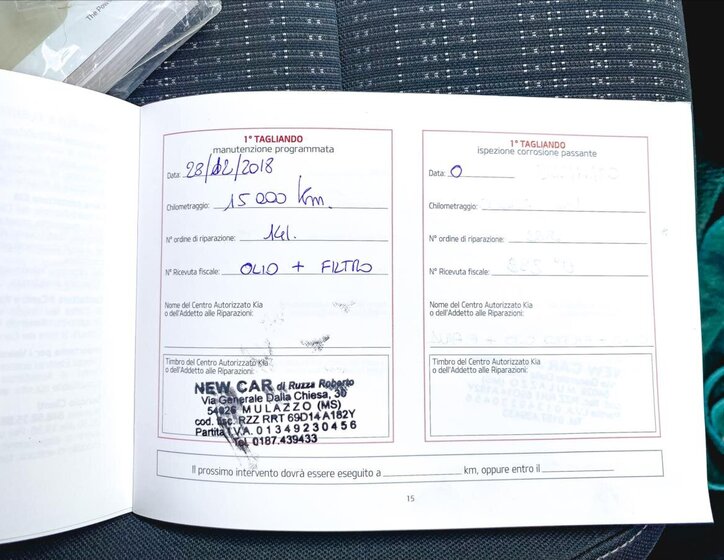 The Pow
1° TAGLIANDO
manutenzione programmata
Data: 28/12/2018
Chilometraggio: 15000 Km.
N° ordine di riparazione: 141.
N° Ricevuta fiscale: OLIO + FILTRO
Nome del Centro Autorizzato Kia
o dell'Addetto alle Riparazioni:
Timbro del Centro Autorizzato Kia
o dell'Addetto alle Riparazioni:
NEW CAR di Ruzza Roberto
Via Generale Dalla Chiesa, 30
54026 MULAZZO (MS)
cod. fisc. RZZ RRT 69D14 A182Y
Partita I.V.A. 01349230456
Tel. 0187.439433
1° TAGLIANDO
ispezione corrosione passante
Data: 0
Chilometraggio:
N° ordine di riparazione:
N° Ricevuta fiscale:
Nome del Centro Autorizzato Kia
o dell'Addetto alle Riparazioni:
Timbro del Centro Autorizzato Kia
o dell'Addetto alle Riparazioni:
Il prossimo intervento dovrà essere eseguito a km, oppure entro il
15